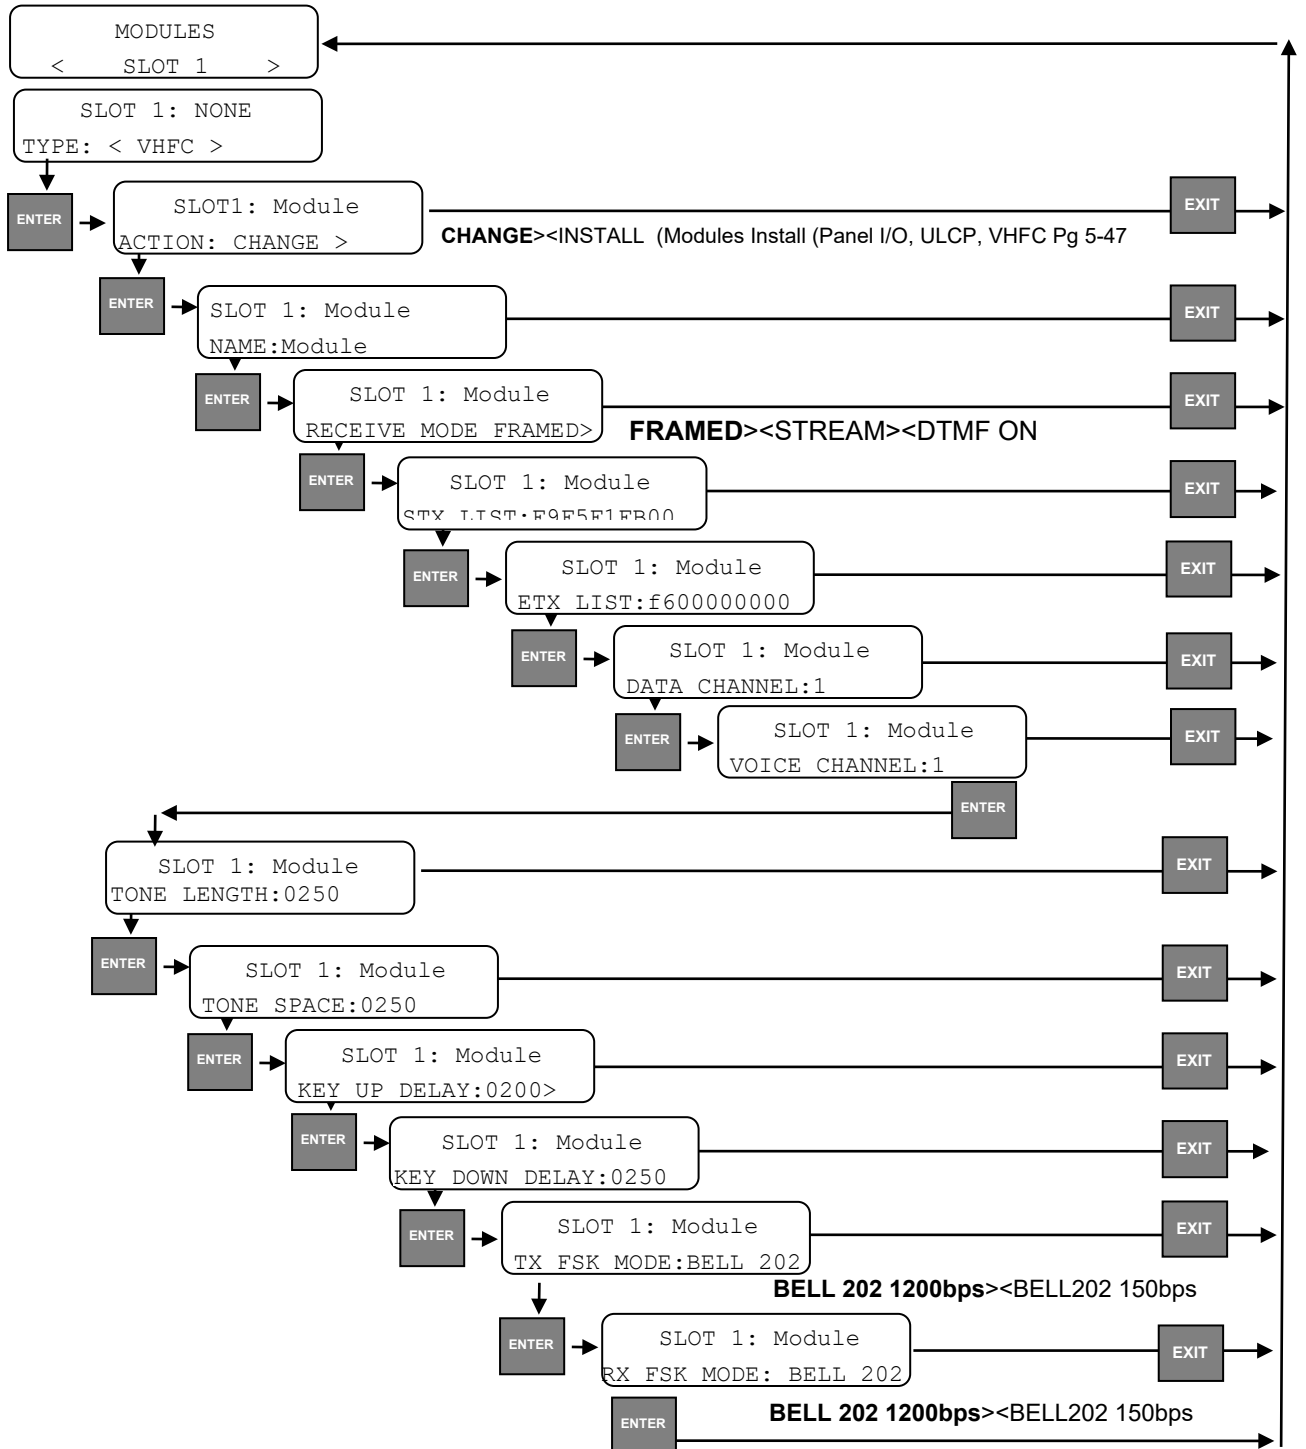 MODULES
< SLOT 1 >
SLOT 1: NONE
TYPE: < VHFC >
ENTER
SLOT1: Module
ACTION: CHANGE >
EXIT
CHANGE><INSTALL (Modules Install (Panel I/O, ULCP, VHFC Pg 5-47
ENTER
SLOT 1: Module
NAME:Module
EXIT
ENTER
SLOT 1: Module
RECEIVE MODE FRAMED>
EXIT
FRAMED><STREAM><DTMF ON
ENTER
SLOT 1: Module
STX LIST:F9F5F1FB00
EXIT
ENTER
SLOT 1: Module
ETX LIST:f600000000
EXIT
ENTER
SLOT 1: Module
DATA CHANNEL:1
EXIT
ENTER
SLOT 1: Module
VOICE CHANNEL:1
EXIT
ENTER
SLOT 1: Module
TONE LENGTH:0250
EXIT
ENTER
SLOT 1: Module
TONE SPACE:0250
EXIT
ENTER
SLOT 1: Module
KEY UP DELAY:0200>
EXIT
ENTER
SLOT 1: Module
KEY DOWN DELAY:0250
EXIT
ENTER
SLOT 1: Module
TX FSK MODE:BELL 202
EXIT
BELL 202 1200bps><BELL202 150bps
ENTER
SLOT 1: Module
RX FSK MODE: BELL 202
EXIT
BELL 202 1200bps><BELL202 150bps
ENTER